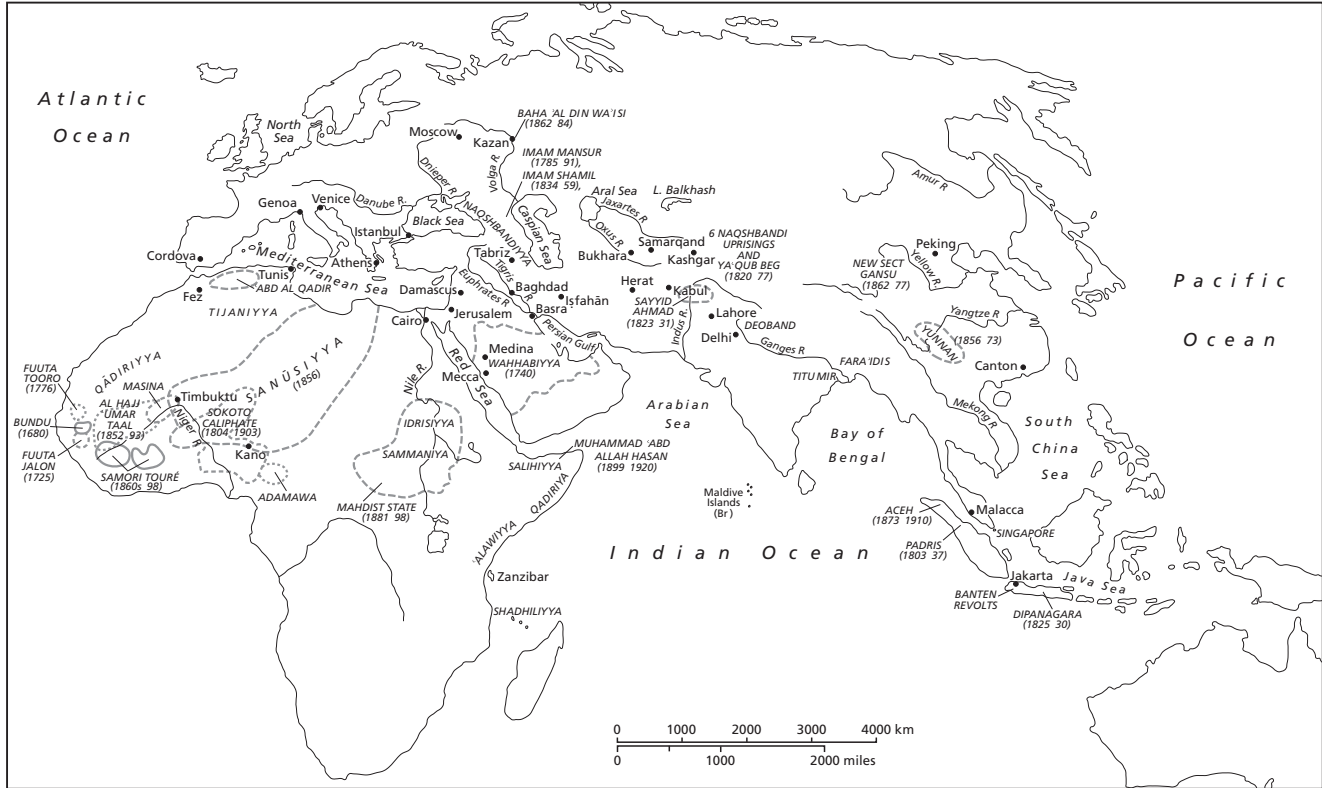 Atlantic
Ocean
North
Sea
Moscow
Kazan
BAHA 'AL DIN WA'ISI
(1862 84)
IMAM MANSUR
(1785 91),
IMAM SHAMIL
(1834 59),
Dnieper R
Volga R.
Aral Sea
Jaxartes R.
L. Balkhash
Amur R
Genoa
Venice
Danube R.
Black Sea
NAQSHBANDIYYA
Caspian Sea
Oxus R
Istanbul
Samarqand
Bukhara
Kashgar
6 NAQSHBANDI
UPRISINGS
AND
YA'QUB BEG
(1820 77)
Peking
Yellow R
NEW SECT
GANSU
(1862 77)
Cordova
Mediterranean Sea
Athens
Tabrīz
Tigris R
Tunis
ABD AL QADIR
Fez
Damascus
Euphrates R
Baghdad
Isfahān
Herat
Kabul
SAYYID
AHMAD
(1823 31)
Indus R.
Pacific
Ocean
TIJANIYYA
Cairo
Jerusalem
Basra
Persian Gulf
Lahore
Delhi
DEOBAND
Ganges R
Yangtze R
YUNNAN
(1856 73)
QĀDIRIYYA
SANŪSIYYA
(1856)
Nile R.
Red Sea
Medina
WAHHABIYYA
(1740)
Mecca
FARA'IDIS
TITU MIR
Canton
FUUTA
TOORO
(1776)
MASINA
Timbuktu
AL HAJJ
UMAR
TAAL
(1852 93)
Niger R
SOKOTO
CALIPHATE
(1804 1903)
BUNDU
(1680)
Kano
IDRISIYYA
Arabian
Sea
Bay of
Bengal
Mekong R
South
China
Sea
FUUTA
JALON
(1725)
SAMORI TOURÉ
(1860s 98)
ADAMAWA
SAMMANIYA
MAHDIST STATE
(1881 98)
SALIHIYYA
MUHAMMAD 'ABD
ALLAH HASAN
(1899 1920)
QADIRIYA
'ALAWIYYA
Maldive
Islands
(Br)
ACEH
(1873 1910)
Malacca
SINGAPORE
PADRIS
(1803 37)
Indian Ocean
Zanzibar
SHADHILIYYA
Jakarta
Java Sea
BANTEN
REVOLTS
DIPANAGARA
(1825 30)
0 1000 2000 3000 4000 km
0 1000 2000 miles